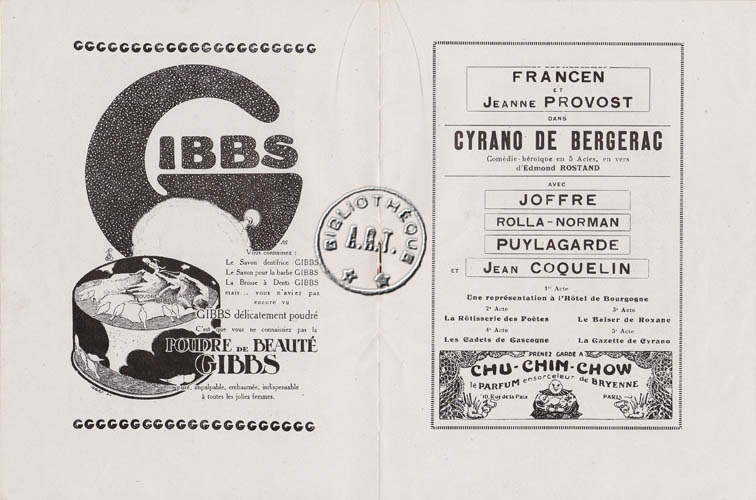 GIBBS
Vous connaissez :
Le Savon dentifrice GIBBS
Le Savon pour la barbe GIBBS
La Brosse à Dents GIBBS
mais... vous n'aviez pas
encore vu
GIBBS délicatement poudré
C'est que vous ne connaissiez pas la
POUDRE DE BEAUTÉ
GIBBS
impalpable, embaumée, indispensable
à toutes les jolies femmes.
BIBLIOTHÈQUE
A.R.T.
FRANCEN
ET
JEANNE PROVOST
DANS
CYRANO DE BERGERAC
Comédie-héroïque en 5 Actes, en vers
d'Edmond ROSTAND
AVEC
JOFFRE
ROLLA-NORMAN
PUYLAGARDE
ET JEAN COQUELIN
1er Acte
Une représentation à l'Hôtel de Bourgogne
2e Acte 3e Acte
La Rôtisserie des Poètes Le Baiser de Roxane
4e Acte 5e Acte
Les Cadets de Gascogne La Gazette de Cyrano
PRENEZ GARDE A
CHU-CHIN-CHOW
le PARFUM ensorceleur de BRYENNE
10, Rue de la Paix PARIS